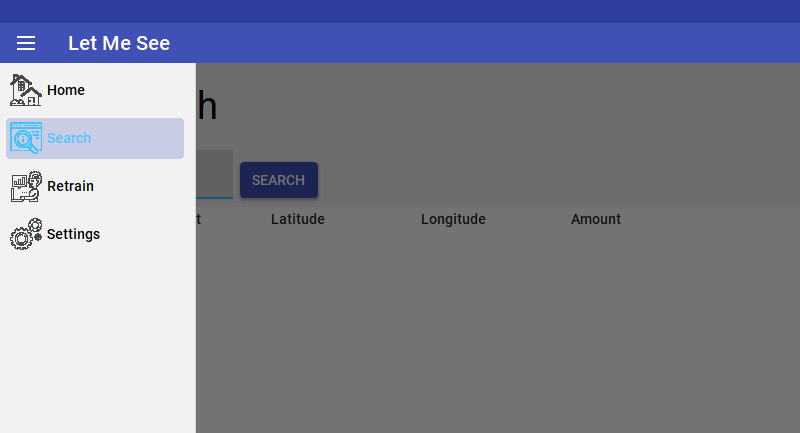 Let Me See
Home
h
Search
SEARCH
Retrain
t Latitude Longitude Amount
Settings